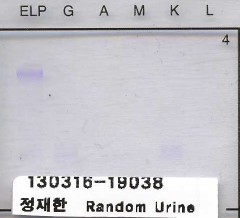 ELP G A M K L
4
130316-19038
정재한 Random Urine